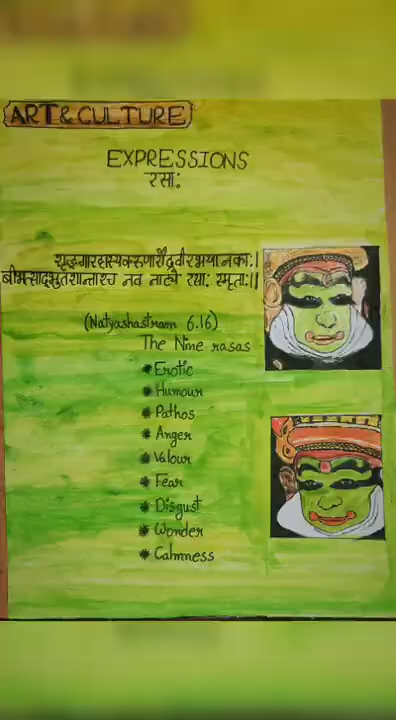 ART & CULTURE
EXPRESSIONS
रसा:
श्रृङ्गारहास्यकरुणारौद्रवीरभयानका:।
बीभत्साद्भुतशान्ताश्च नव नाट्ये रसा: स्मृता:।।
(Natyashastram 6.16)
The Nine rasas
Erotic
Humour
Pathos
Anger
Valour
Fear
Disgust
Wonder
Calmness